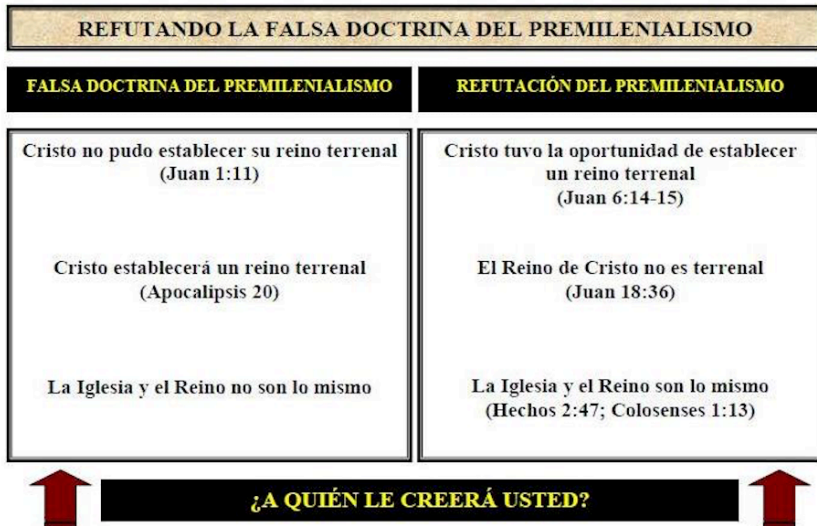 REFUTANDO LA FALSA DOCTRINA DEL PREMILENIALISMO
FALSA DOCTRINA DEL PREMILENIALISMO
Cristo no pudo establecer su reino terrenal
(Juan 1:11)
Cristo establecerá un reino terrenal
(Apocalipsis 20)
La Iglesia y el Reino no son lo mismo
REFUTACIÓN DEL PREMILENIALISMO
Cristo tuvo la oportunidad de establecer
un reino terrenal
(Juan 6:14-15)
El Reino de Cristo no es terrenal
(Juan 18:36)
La Iglesia y el Reino son lo mismo
(Hechos 2:47; Colosenses 1:13)
¿A QUIÉN LE CREERÁ USTED?